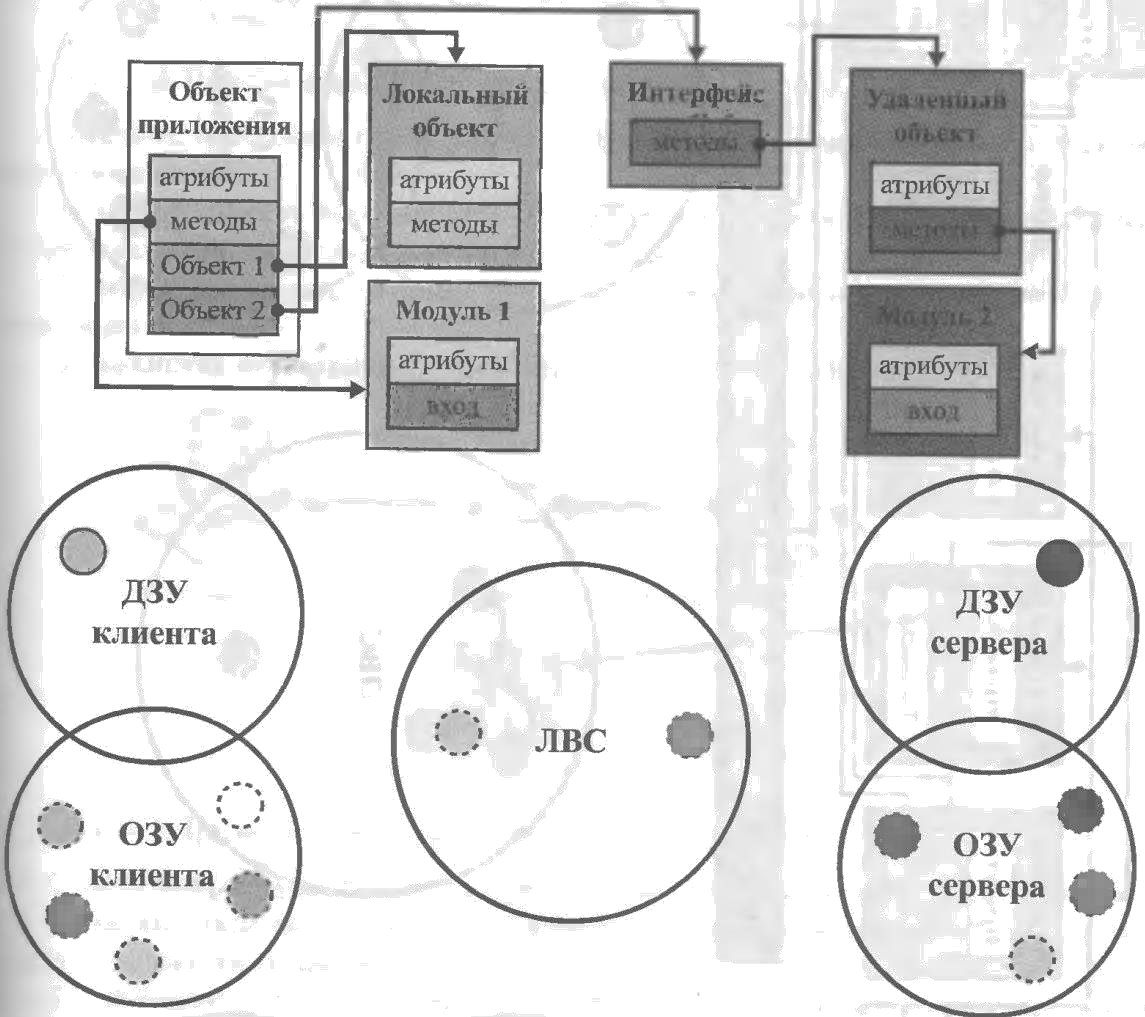 Объект
приложения
атрибуты
методы
Объект 1
Объект 2
Локальный
объект
атрибуты
методы
Модуль 1
атрибуты
вход
Интерфейс
методы
Удаленный
объект
атрибуты
методы
Модуль 2
атрибуты
вход
ДЗУ
клиента
ОЗУ
клиента
ЛВС
ДЗУ
сервера
ОЗУ
сервера